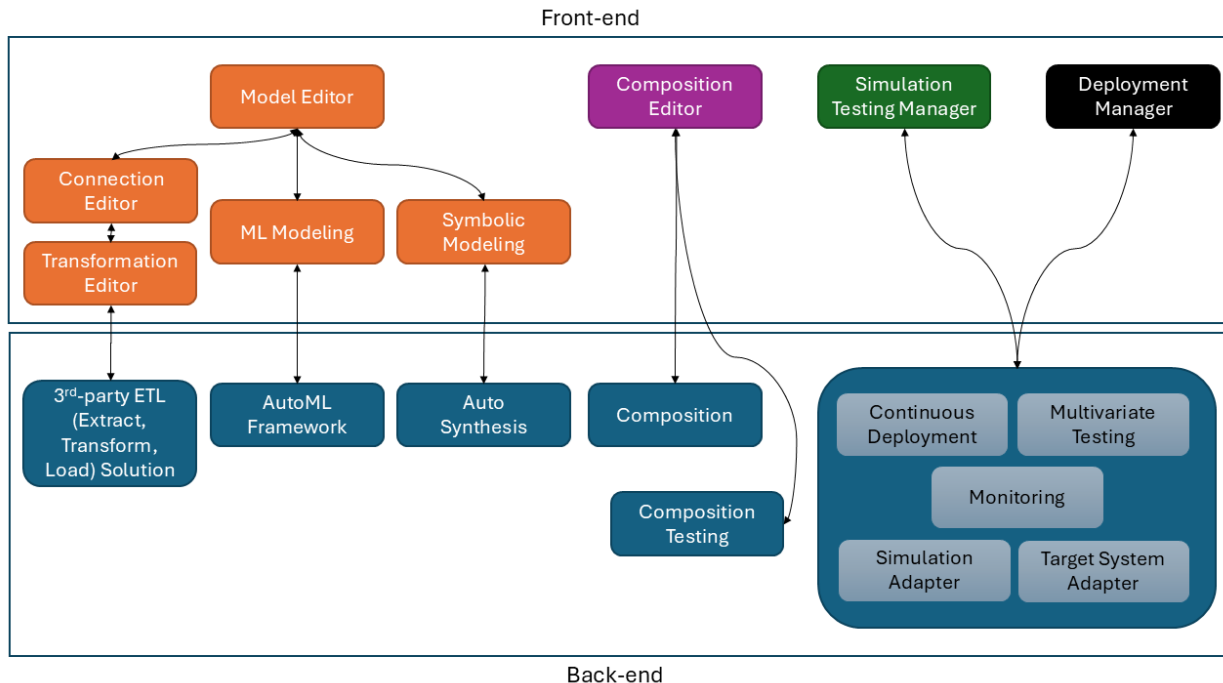 Front-end
Model Editor
Composition
Editor
Simulation
Testing Manager
Deployment
Manager
Connection
Editor
ML Modeling
Symbolic
Modeling
Transformation
Editor
3rd-party ETL
(Extract,
Transform,
Load) Solution
AutoML
Framework
Auto
Synthesis
Composition
Composition
Testing
Continuous
Deployment
Multivariate
Testing
Monitoring
Simulation
Adapter
Target System
Adapter
Back-end